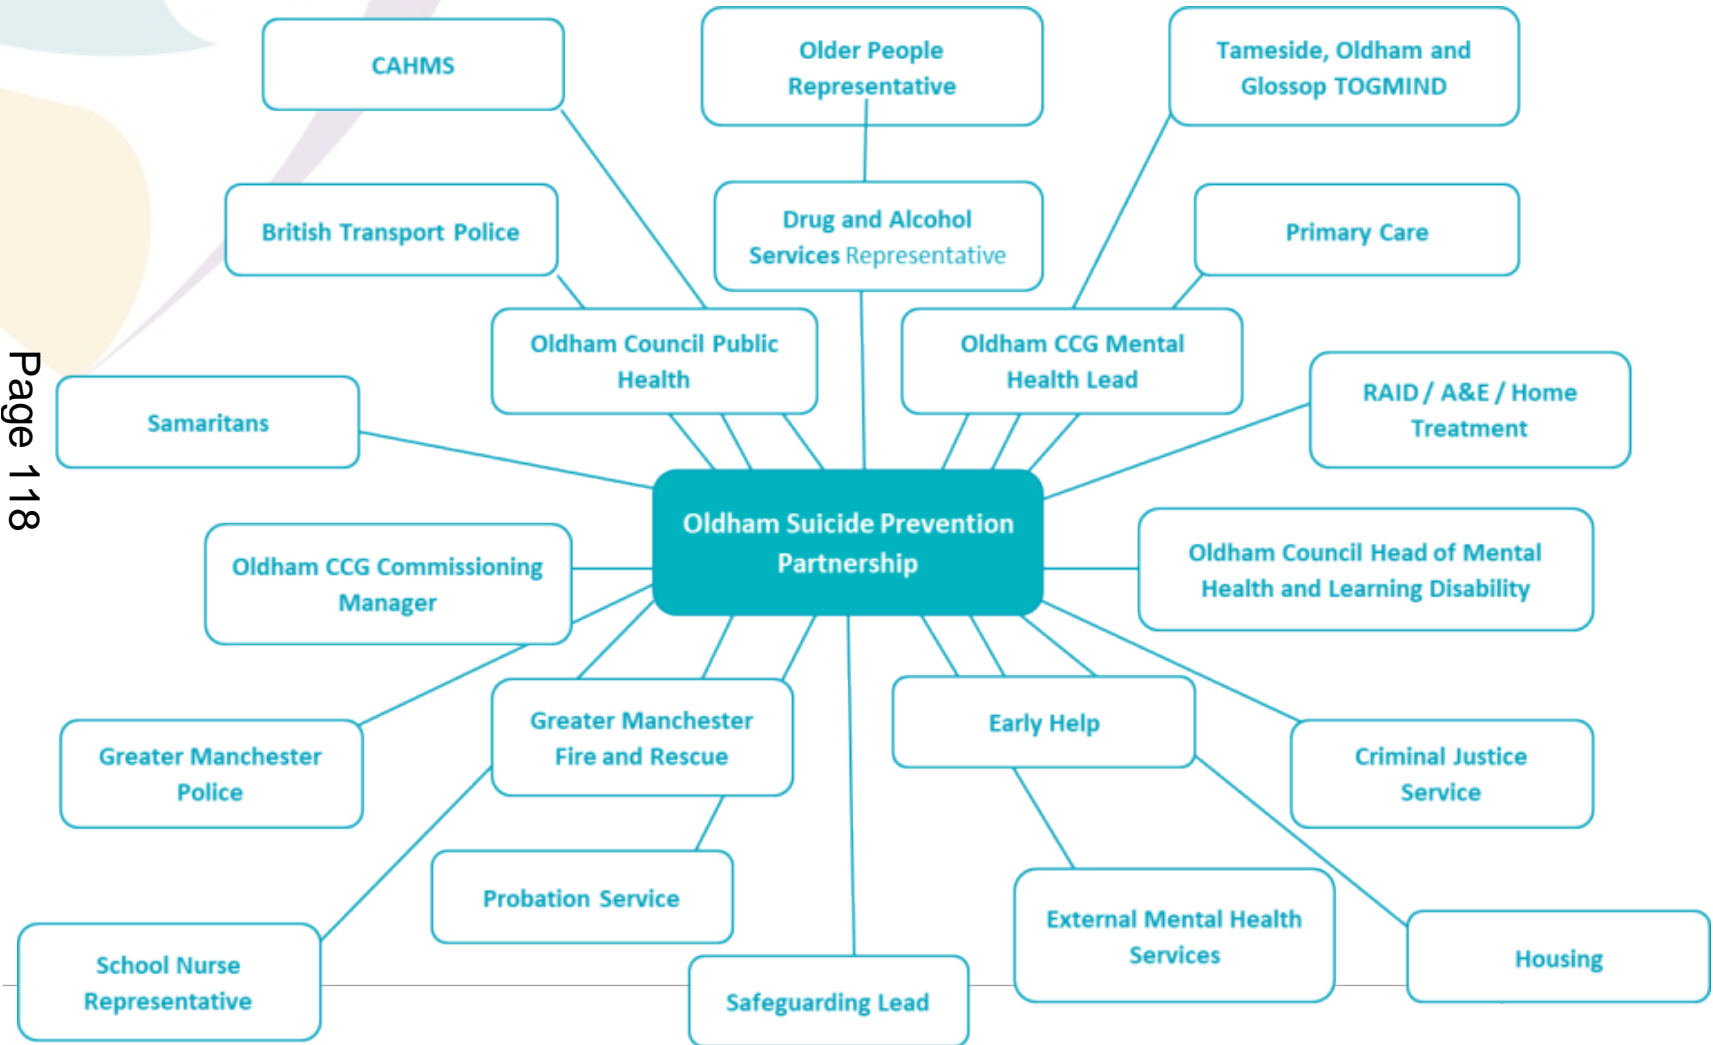 CAHMS
Older People
Representative
Tameside, Oldham and
Glossop TOGMIND
British Transport Police
Drug and Alcohol
Services Representative
Primary Care
Oldham Council Public
Health
Oldham CCG Mental
Health Lead
RAID / A&E / Home
Treatment
Samaritans
Oldham Suicide Prevention
Partnership
Oldham CCG Commissioning
Manager
Oldham Council Head of Mental
Health and Learning Disability
Greater Manchester
Police
Greater Manchester
Fire and Rescue
Early Help
Criminal Justice
Service
Probation Service
External Mental Health
Services
Housing
School Nurse
Representative
Safeguarding Lead
Page 118